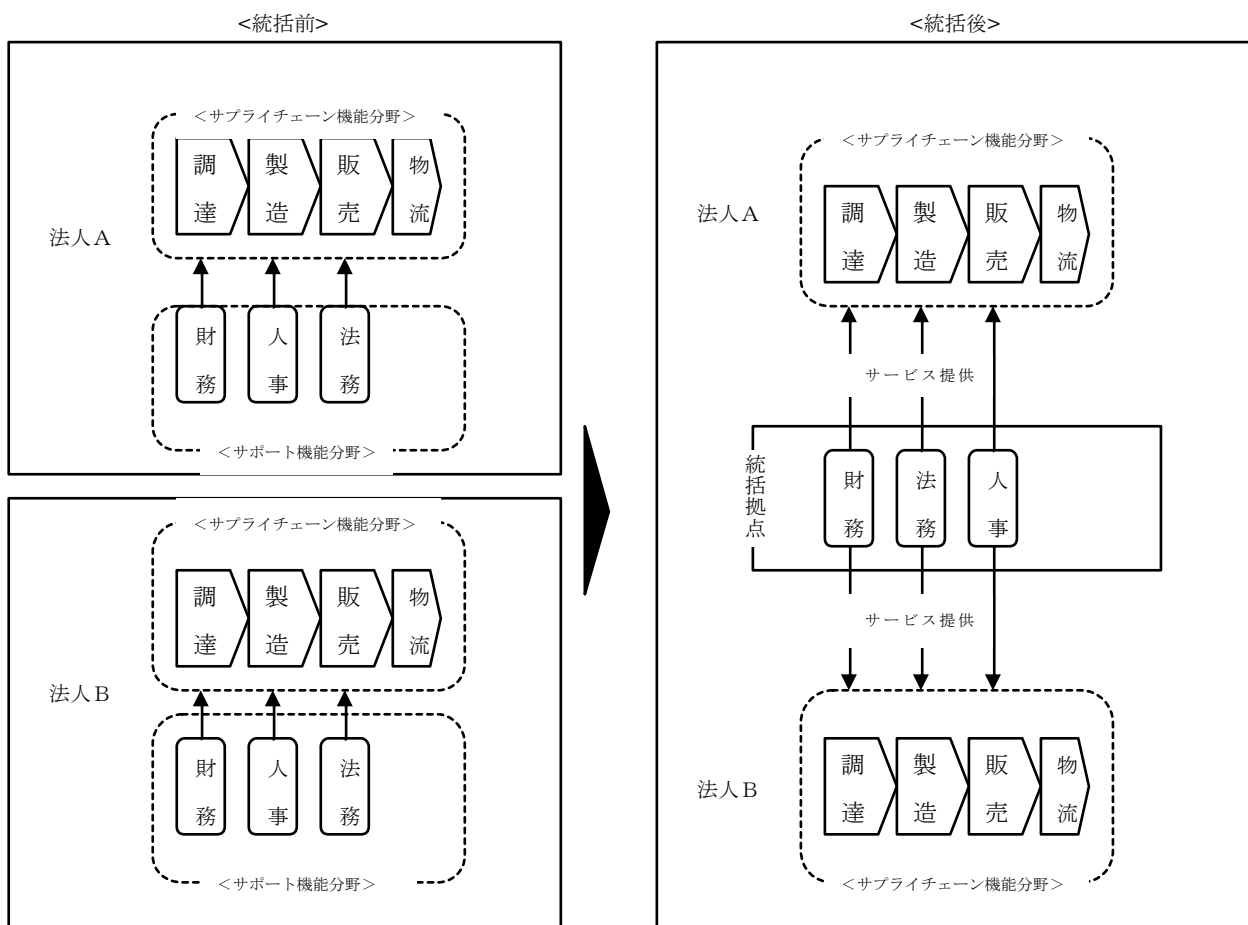 <統括前>
＜サプライチェーン機能分野＞
調達
製造
販売
物流
法人Ａ
財務
人事
法務
＜サポート機能分野＞
＜サプライチェーン機能分野＞
調達
製造
販売
物流
法人Ｂ
財務
人事
法務
＜サポート機能分野＞
<統括後>
＜サプライチェーン機能分野＞
法人Ａ
調達
製造
販売
物流
サービス提供
統括拠点
財務
法務
人事
サービス提供
法人Ｂ
調達
製造
販売
物流
＜サプライチェーン機能分野＞